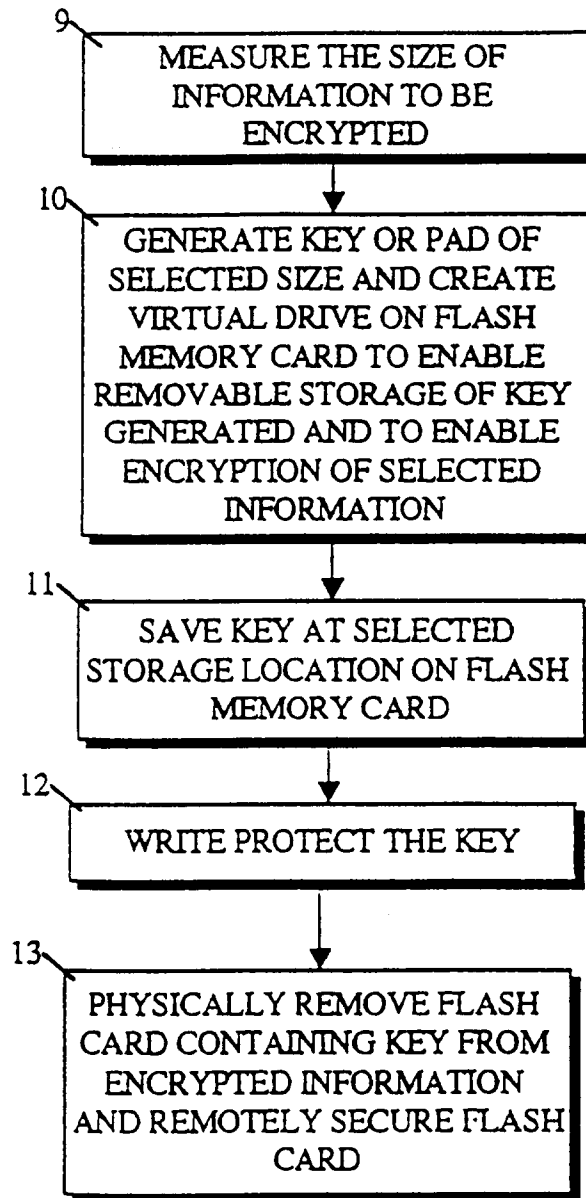 9
MEASURE THE SIZE OF
INFORMATION TO BE
ENCRYPTED
10
GENERATE KEY OR PAD OF
SELECTED SIZE AND CREATE
VIRTUAL DRIVE ON FLASH
MEMORY CARD TO ENABLE
REMOVABLE STORAGE OF KEY
GENERATED AND TO ENABLE
ENCRYPTION OF SELECTED
INFORMATION
11
SAVE KEY AT SELECTED
STORAGE LOCATION ON FLASH
MEMORY CARD
12
WRITE PROTECT THE KEY
13
PHYSICALLY REMOVE FLASH
CARD CONTAINING KEY FROM
ENCRYPTED INFORMATION
AND REMOTELY SECURE FLASH
CARD